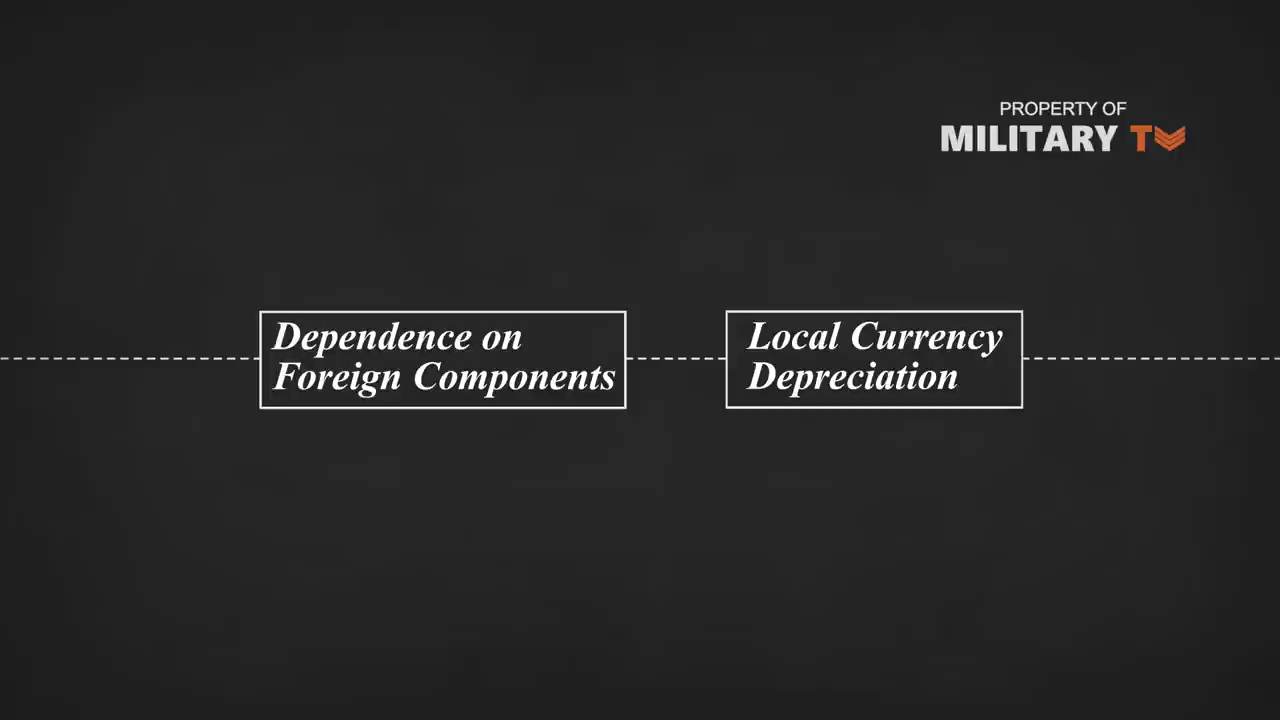 PROPERTY OF
MILITARY TV
Dependence on
Foreign Components
Local Currency
Depreciation